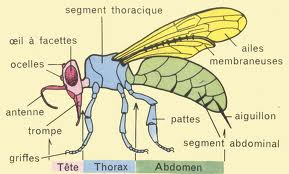 segment thoracique
œil à facettes
ocelles
ailes
membraneuses
antenne
trompe
pattes
aiguillon
segment abdominal
griffes
Tête Thorax Abdomen